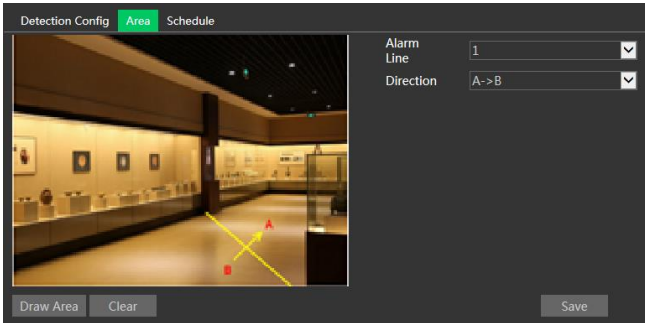 Detection Config Area Schedule
Alarm
Line
1
Direction
A->B
A
B
Draw Area Clear
Save